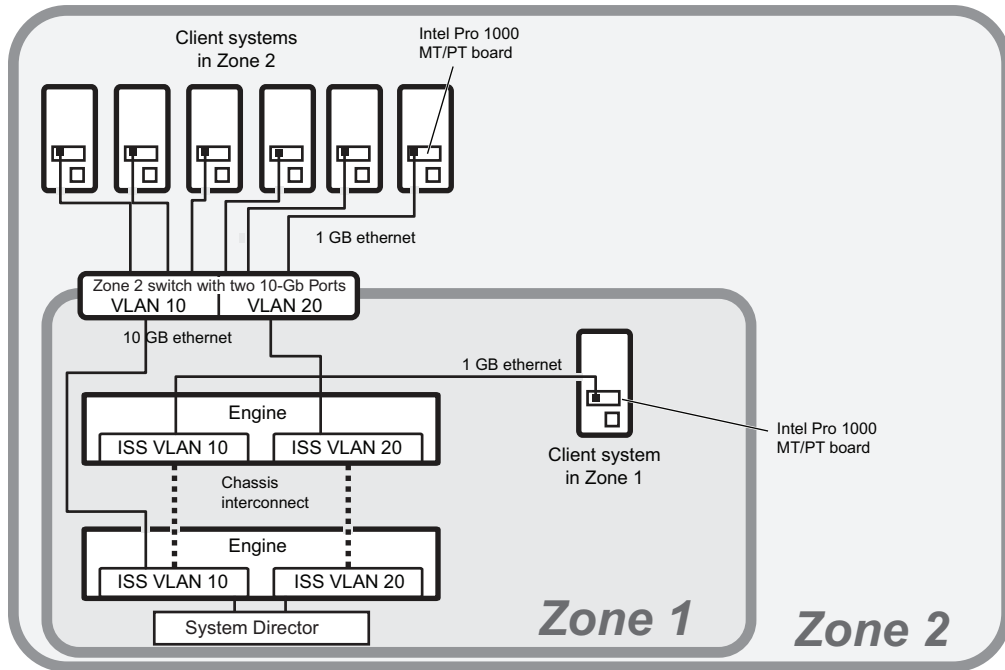 Client systems
in Zone 2
Intel Pro 1000
MT/PT board
1 GB ethernet
Zone 2 switch with two 10-Gb Ports
VLAN 10
VLAN 20
10 GB ethernet
1 GB ethernet
Engine
ISS VLAN 10
ISS VLAN 20
Intel Pro 1000
MT/PT board
Client system
in Zone 1
Chassis
interconnect
Engine
ISS VLAN 10
ISS VLAN 20
System Director
Zone 1
Zone 2